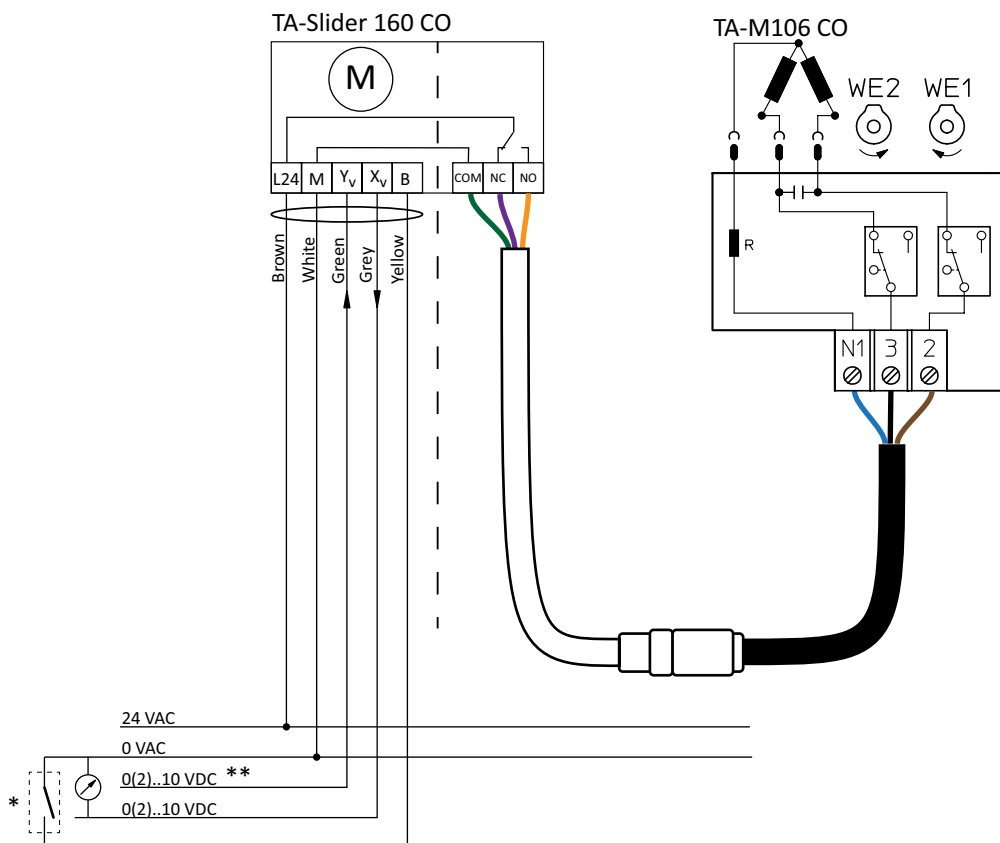 TA-Slider 160 CO
TA-M106 CO
M
WE2 WE1
L24 M Yv Xv B COM NC NO
Brown White Green Grey Yellow
R
N1 3 2
24 VAC
0 VAC
0(2)..10 VDC **
*
0(2)..10 VDC